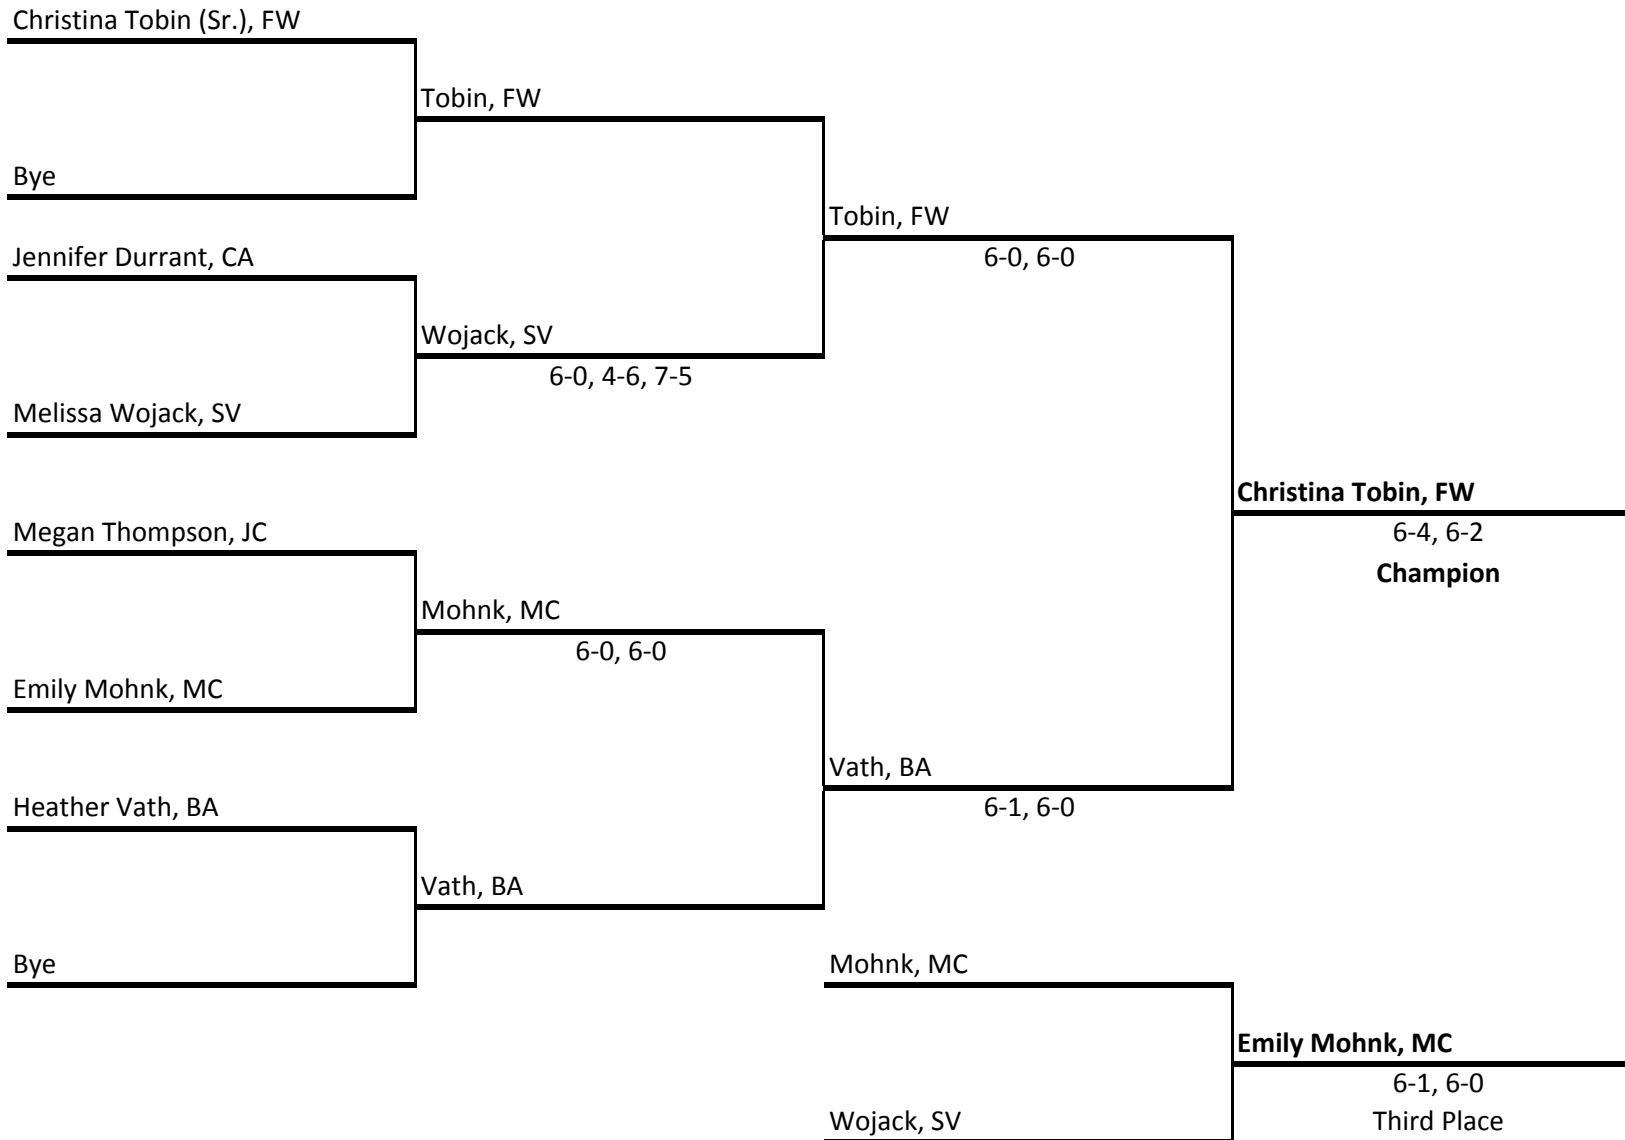 Christina Tobin (Sr.), FW
Tobin, FW
Bye
Tobin, FW
6-0, 6-0
Jennifer Durrant, CA
Wojack, SV
6-0, 4-6, 7-5
Melissa Wojack, SV
Christina Tobin, FW
6-4, 6-2
Champion
Megan Thompson, JC
Mohnk, MC
6-0, 6-0
Emily Mohnk, MC
Vath, BA
6-1, 6-0
Heather Vath, BA
Vath, BA
Bye
Mohnk, MC
Emily Mohnk, MC
6-1, 6-0
Third Place
Wojack, SV